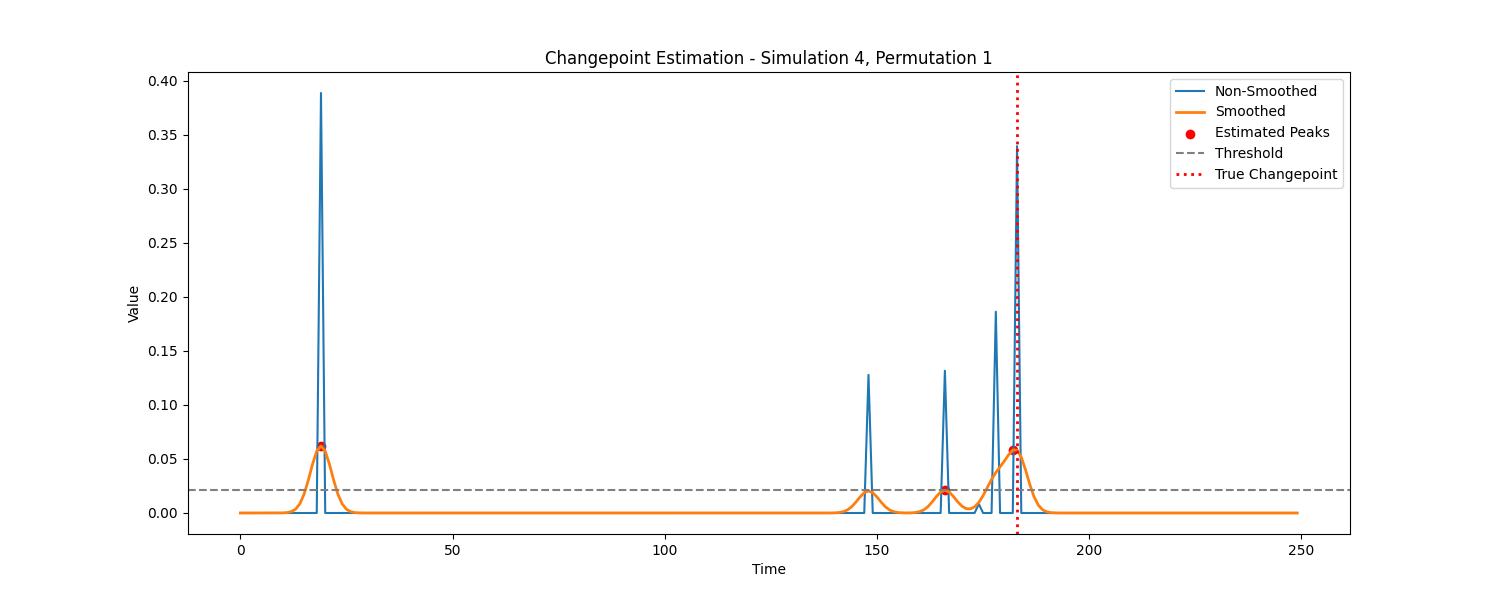 Changepoint Estimation - Simulation 4, Permutation 1
0.40
0.35
0.30
0.25
0.20
0.15
0.10
0.05
0.00
Value
0 50 100 150 200 250
Time
Non-Smoothed
Smoothed
Estimated Peaks
Threshold
True Changepoint